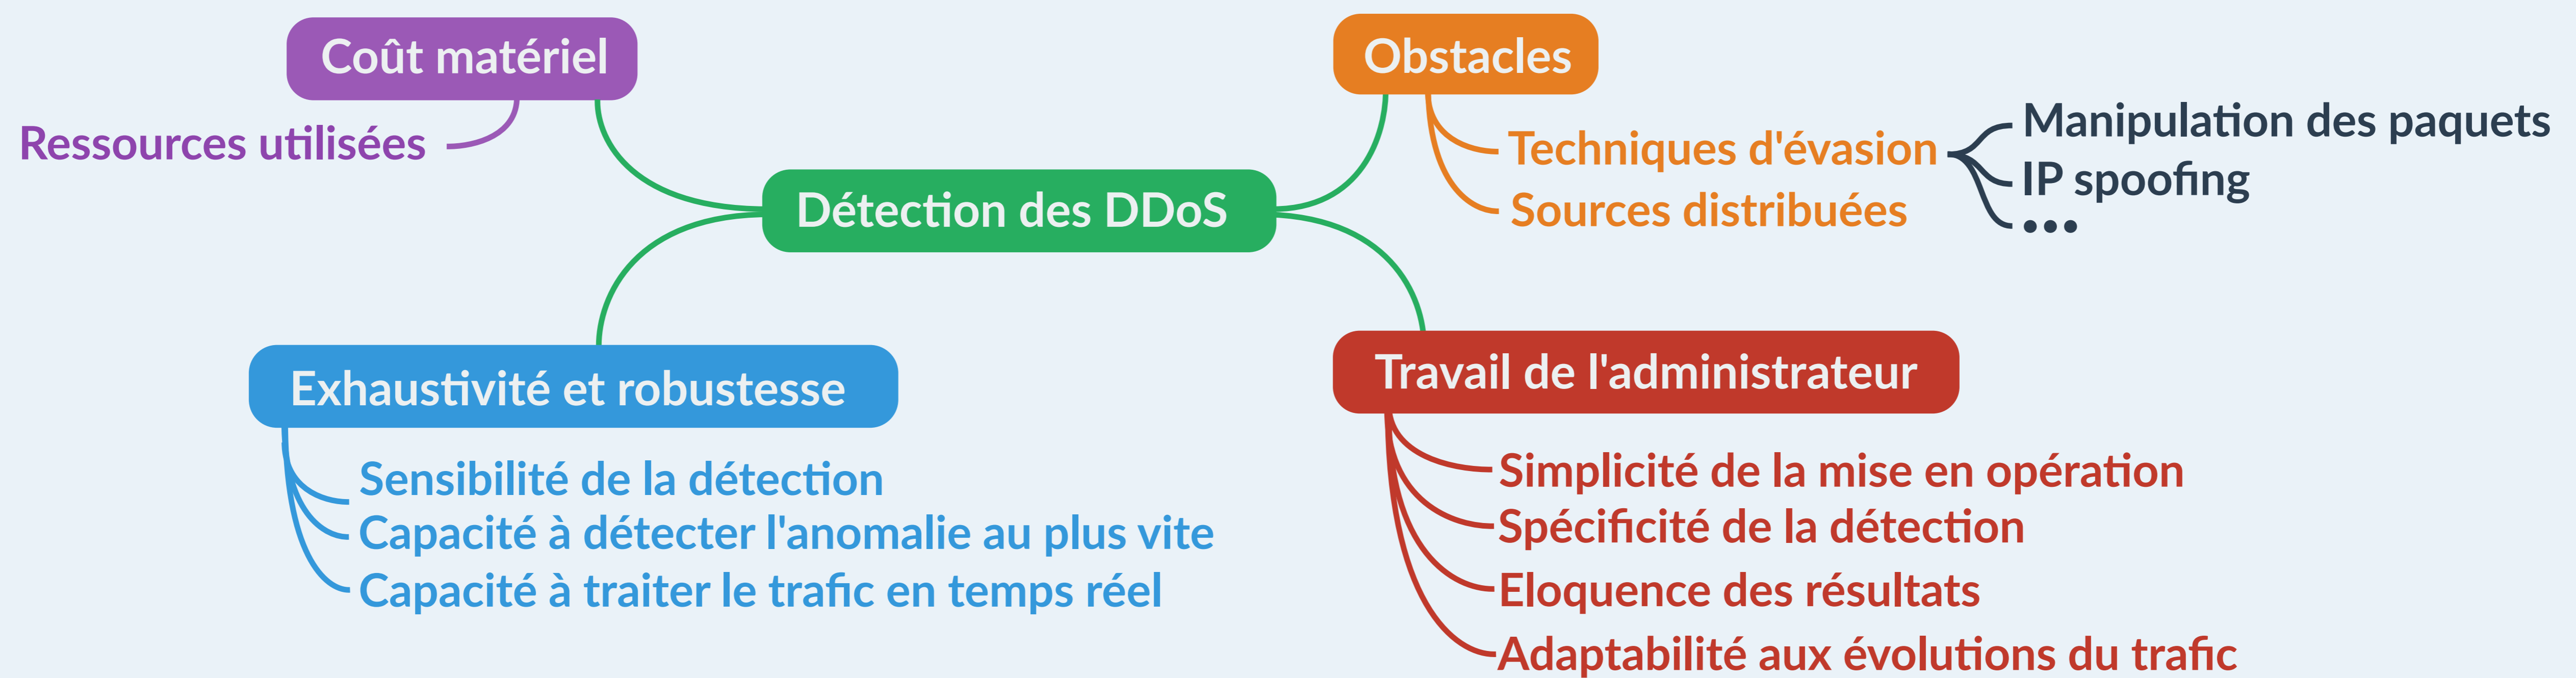 Coût matériel
Ressources utilisées
Obstacles
Techniques d'évasion
Sources distribuées
Manipulation des paquets
IP spoofing
•••
Détection des DDoS
Exhaustivité et robustesse
Sensibilité de la détection
Capacité à détecter l'anomalie au plus vite
Capacité à traiter le trafic en temps réel
Travail de l'administrateur
Simplicité de la mise en opération
Spécificité de la détection
Eloquence des résultats
Adaptabilité aux évolutions du trafic